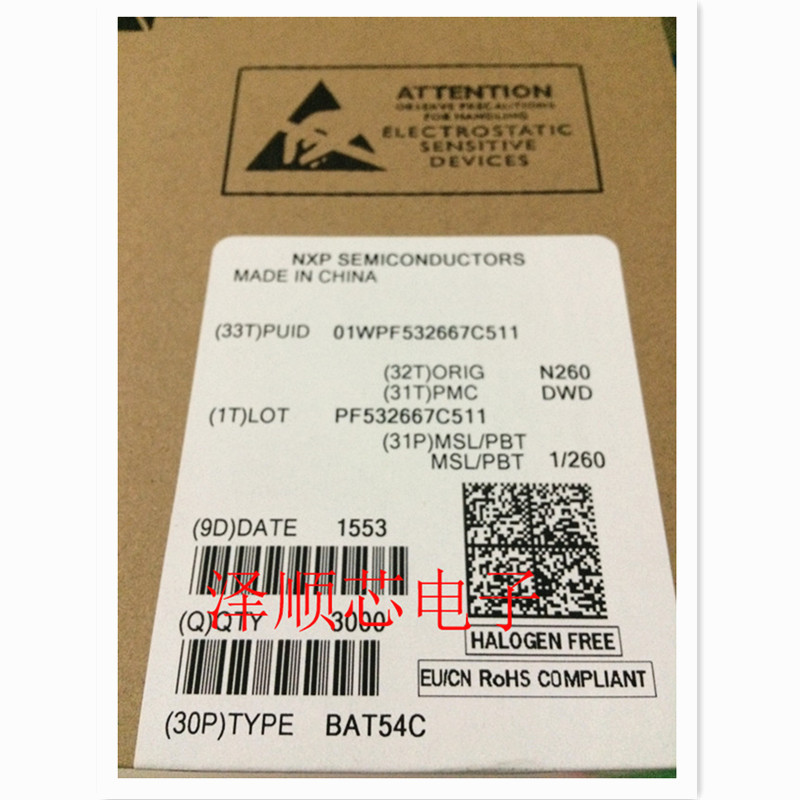 ATTENTION
OBSERVE PRECAUTIONS
FOR HANDLING
ELECTROSTATIC
SENSITIVE
DEVICES
NXP SEMICONDUCTORS
MADE IN CHINA
(33T)PUID 01WPF532667C511
(32T)ORIG N260
(31T)PMC DWD
(1T)LOT PF532667C511
(31P)MSL/PBT
MSL/PBT 1/260
(9D)DATE 1553
泽顺芯电子
(Q)QTY 3000
HALOGEN FREE
EU/CN RoHS COMPLIANT
(30P)TYPE BAT54C